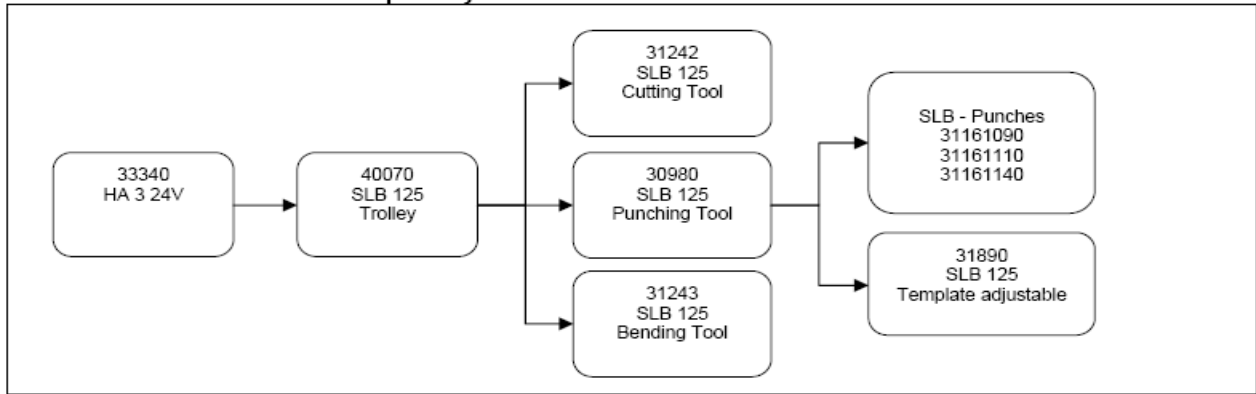 33340
HA 3 24V
40070
SLB 125
Trolley
31242
SLB 125
Cutting Tool
30980
SLB 125
Punching Tool
31243
SLB 125
Bending Tool
SLB - Punches
31161090
31161110
31161140
31890
SLB 125
Template adjustable